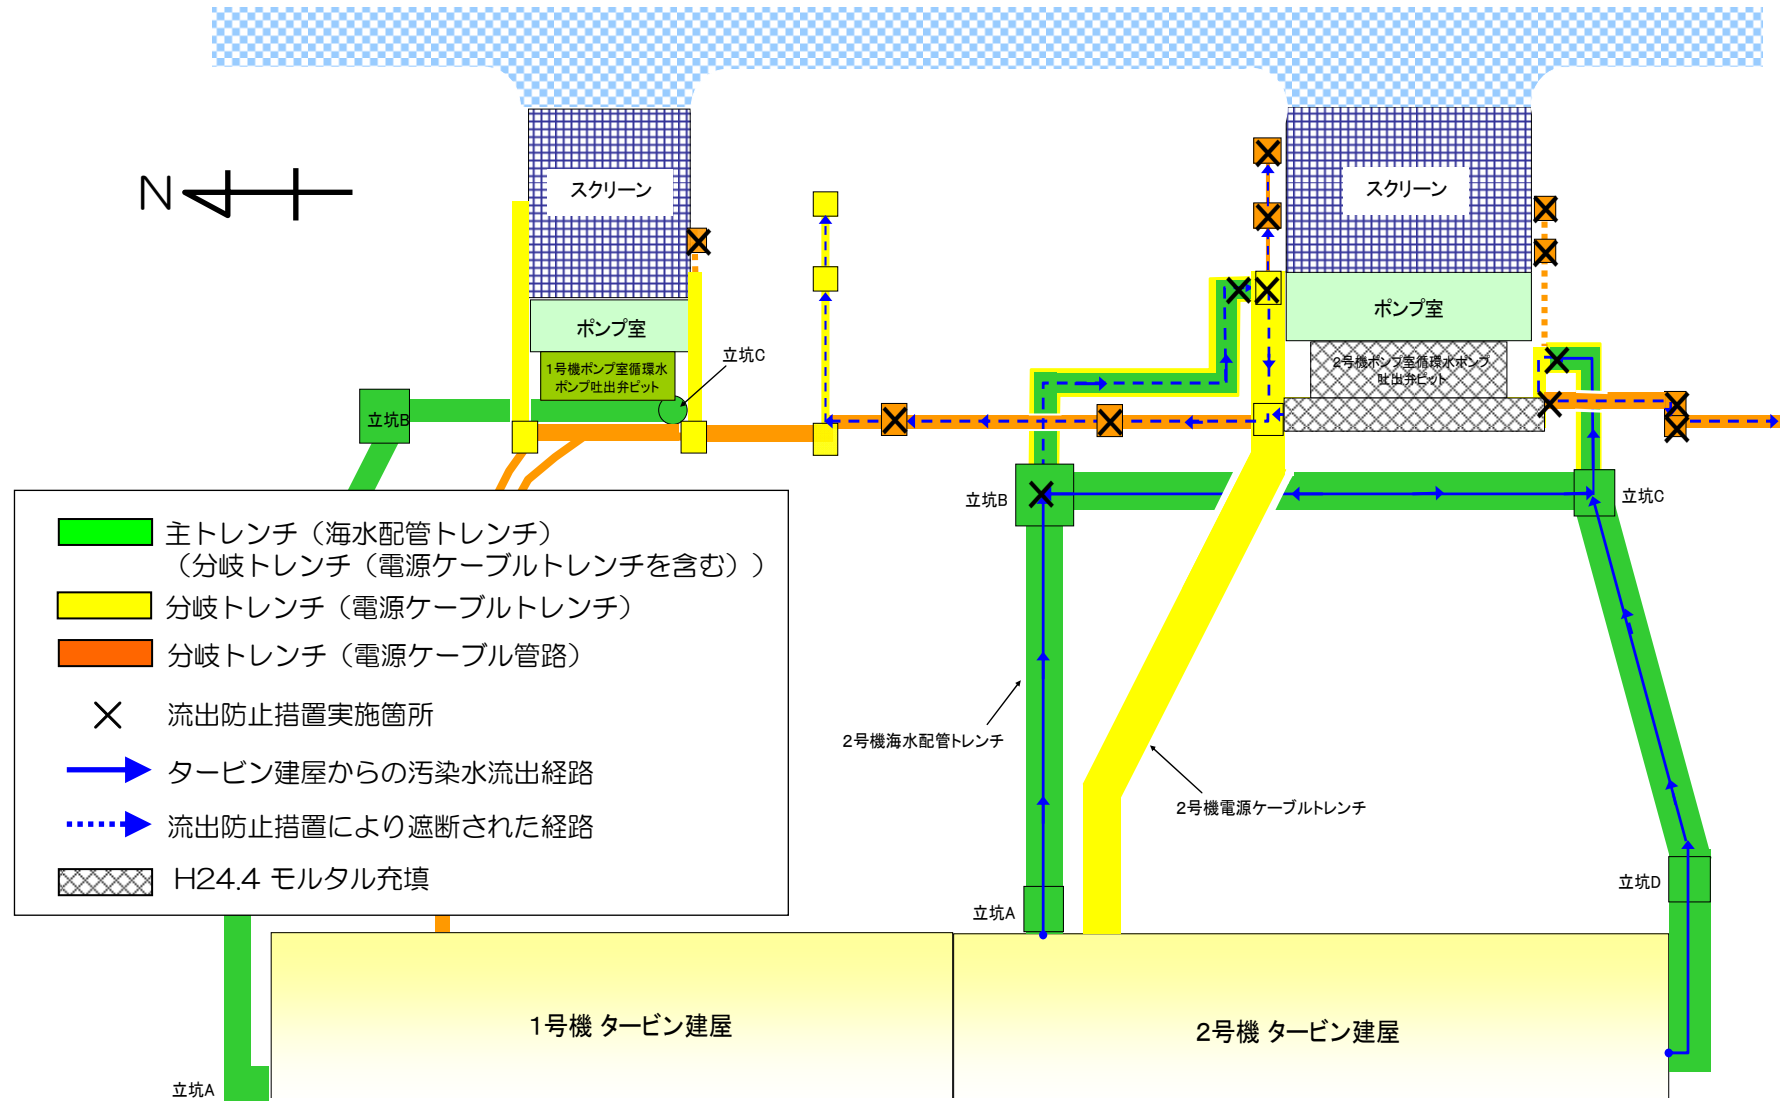 N
スクリーン
スクリーン
ポンプ室
ポンプ室
1号機ポンプ室循環水
ポンプ吐出弁ピット
立坑C
2号機ポンプ室循環水ポンプ
吐出弁ピット
立坑B
立坑B
立坑C
主トレンチ（海水配管トレンチ）
（分岐トレンチ（電源ケーブルトレンチを含む））
分岐トレンチ（電源ケーブルトレンチ）
分岐トレンチ（電源ケーブル管路）
流出防止措置実施箇所
タービン建屋からの汚染水流出経路
流出防止措置により遮断された経路
H24.4 モルタル充填
2号機海水配管トレンチ
2号機電源ケーブルトレンチ
立坑D
立坑A
1号機 タービン建屋
2号機 タービン建屋
立坑A